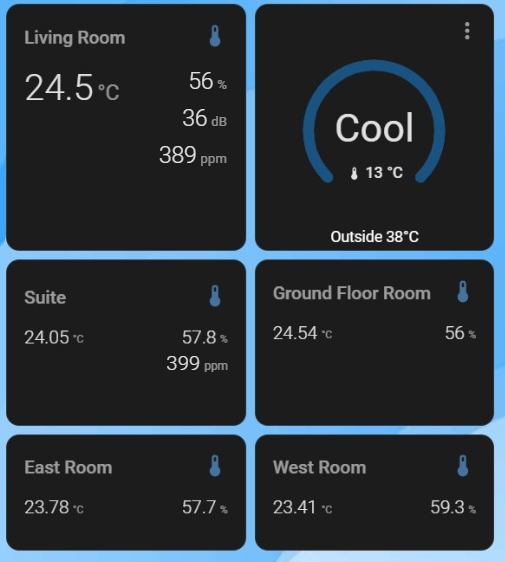 Living Room
24.5 °C
56 %
36 dB
389 ppm
Cool
13 °C
Outside 38°C
Suite
24.05 °C
57.8 %
399 ppm
Ground Floor Room
24.54 °C
56 %
East Room
23.78 °C
57.7 %
West Room
23.41 °C
59.3 %